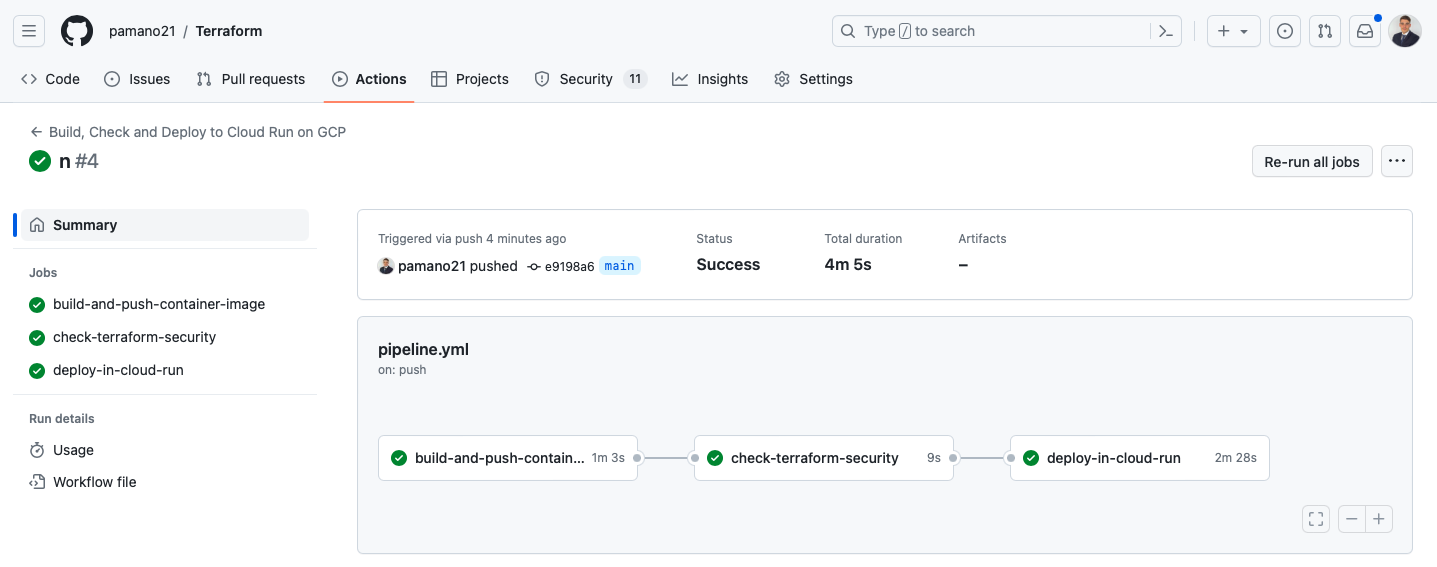 pamano21 / Terraform
Type / to search
Code Issues Pull requests Actions Projects Security 11 Insights Settings
Build, Check and Deploy to Cloud Run on GCP
n #4
Re-run all jobs
Summary
Jobs
build-and-push-container-image
check-terraform-security
deploy-in-cloud-run
Run details
Usage
Workflow file
Triggered via push 4 minutes ago
pamano21 pushed e9198a6 main
Status
Success
Total duration
4m 5s
Artifacts
–
pipeline.yml
on: push
build-and-push-contain... 1m 3s
check-terraform-security 9s
deploy-in-cloud-run 2m 28s